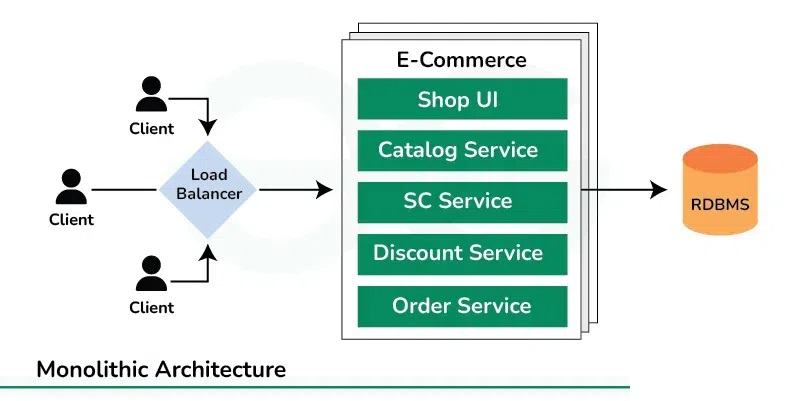 E-Commerce
Shop UI
Client
Catalog Service
Load
Balancer
Client
SC Service
RDBMS
Discount Service
Client
Order Service
Monolithic Architecture